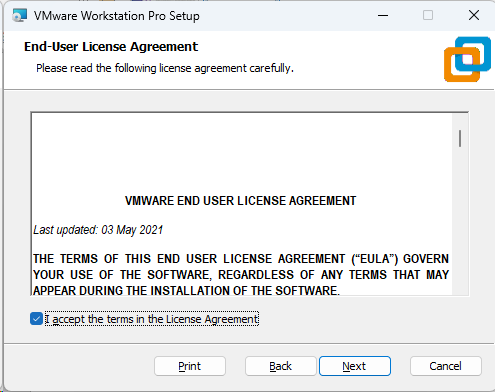 VMware Workstation Pro Setup
End-User License Agreement
Please read the following license agreement carefully.
VMWARE END USER LICENSE AGREEMENT
Last updated: 03 May 2021
THE TERMS OF THIS END USER LICENSE AGREEMENT (“EULA”) GOVERN
YOUR USE OF THE SOFTWARE, REGARDLESS OF ANY TERMS THAT MAY
APPEAR DURING THE INSTALLATION OF THE SOFTWARE.
I accept the terms in the License Agreement
Print Back Next Cancel